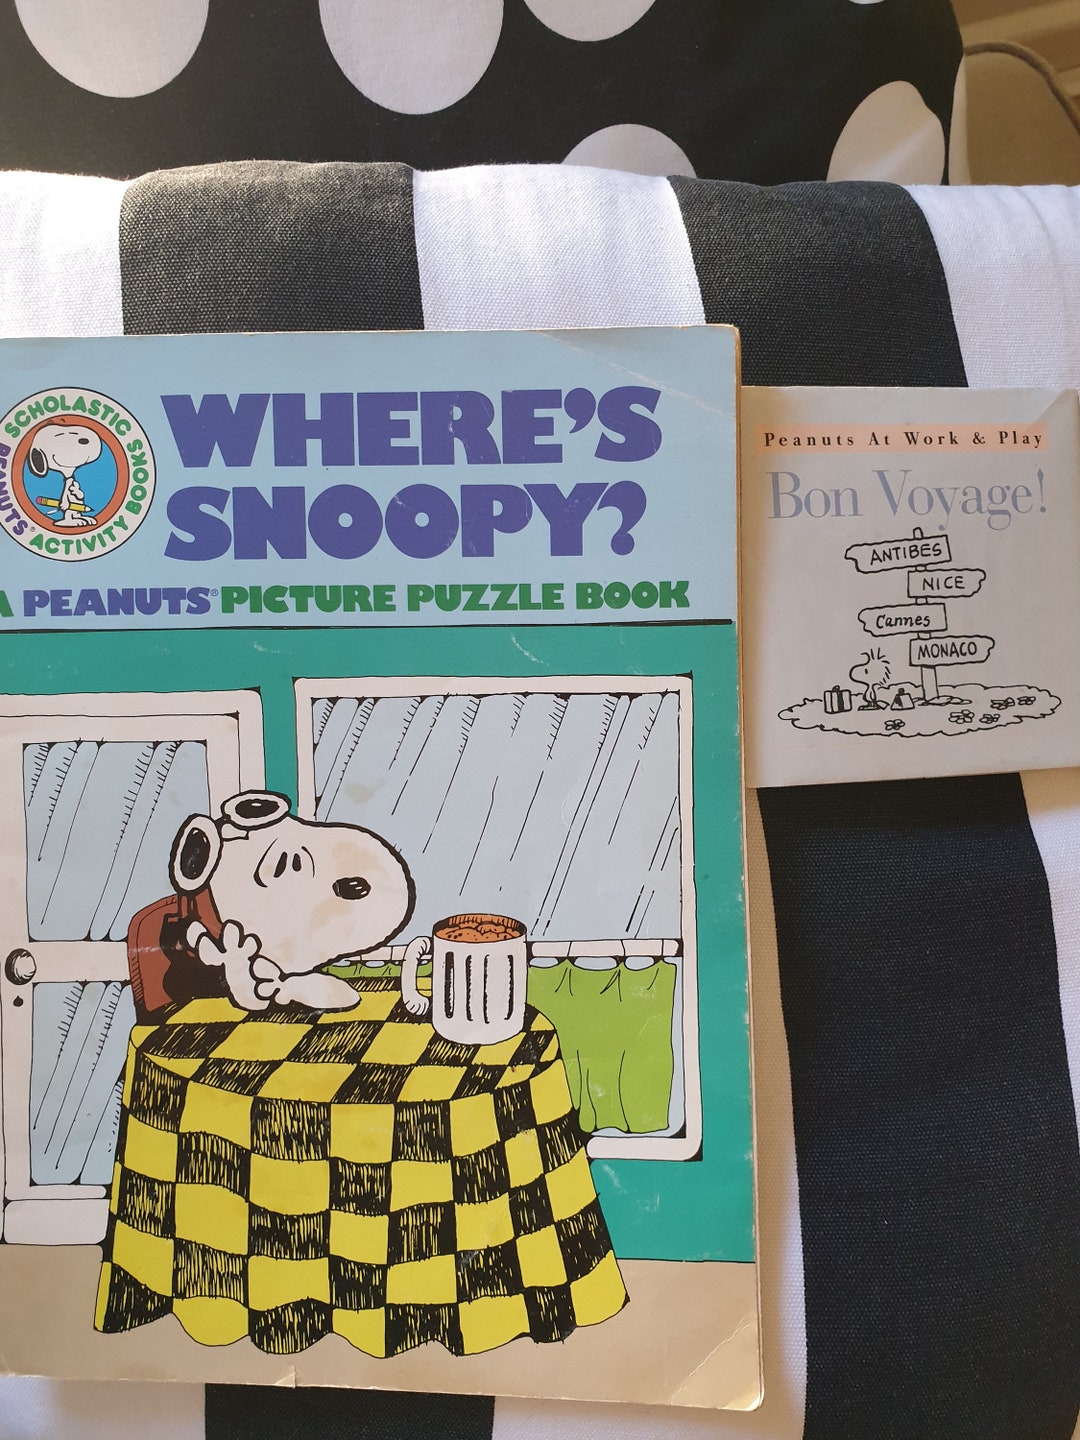 SCHOLASTIC BOOKS
PEANUTS® ACTIVITY
WHERE'S
SNOOPY?
A PEANUTS® PICTURE PUZZLE BOOK
Peanuts At Work & Play
Bon Voyage!
ANTIBES
NICE
Cannes
MONACO